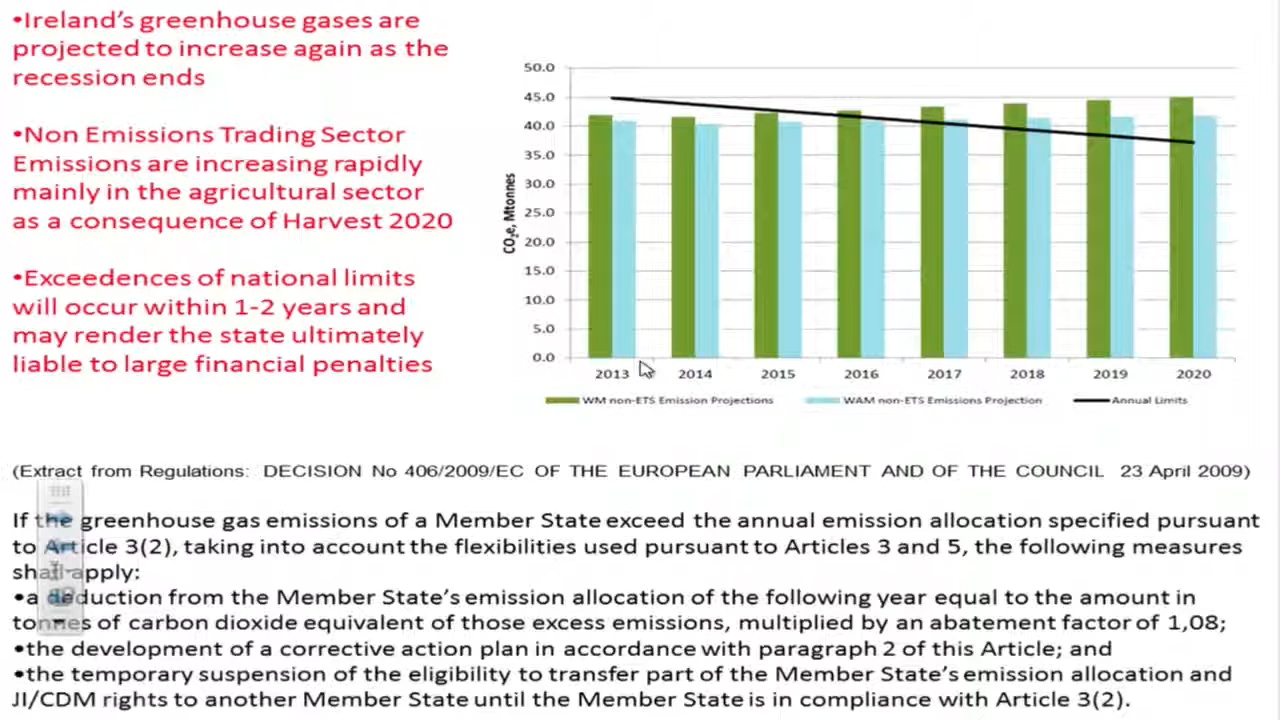 •Ireland's greenhouse gases are
projected to increase again as the
recession ends
•Non Emissions Trading Sector
Emissions are increasing rapidly
mainly in the agricultural sector
as a consequence of Harvest 2020
•Exceedences of national limits
will occur within 1-2 years and
may render the state ultimately
liable to large financial penalties
50.0
45.0
40.0
35.0
30.0
25.0
20.0
15.0
10.0
5.0
0.0
CO₂e, Mtonnes
2013 2014 2015 2016 2017 2018 2019 2020
WM non-ETS Emission Projections WAM non-ETS Emissions Projection Annual Limits
(Extract from Regulations: DECISION No 406/2009/EC OF THE EUROPEAN PARLIAMENT AND OF THE COUNCIL 23 April 2009)
If the greenhouse gas emissions of a Member State exceed the annual emission allocation specified pursuant
to Article 3(2), taking into account the flexibilities used pursuant to Articles 3 and 5, the following measures
shall apply:
•a deduction from the Member State's emission allocation of the following year equal to the amount in
tonnes of carbon dioxide equivalent of those excess emissions, multiplied by an abatement factor of 1,08;
•the development of a corrective action plan in accordance with paragraph 2 of this Article; and
•the temporary suspension of the eligibility to transfer part of the Member State's emission allocation and
JI/CDM rights to another Member State until the Member State is in compliance with Article 3(2).